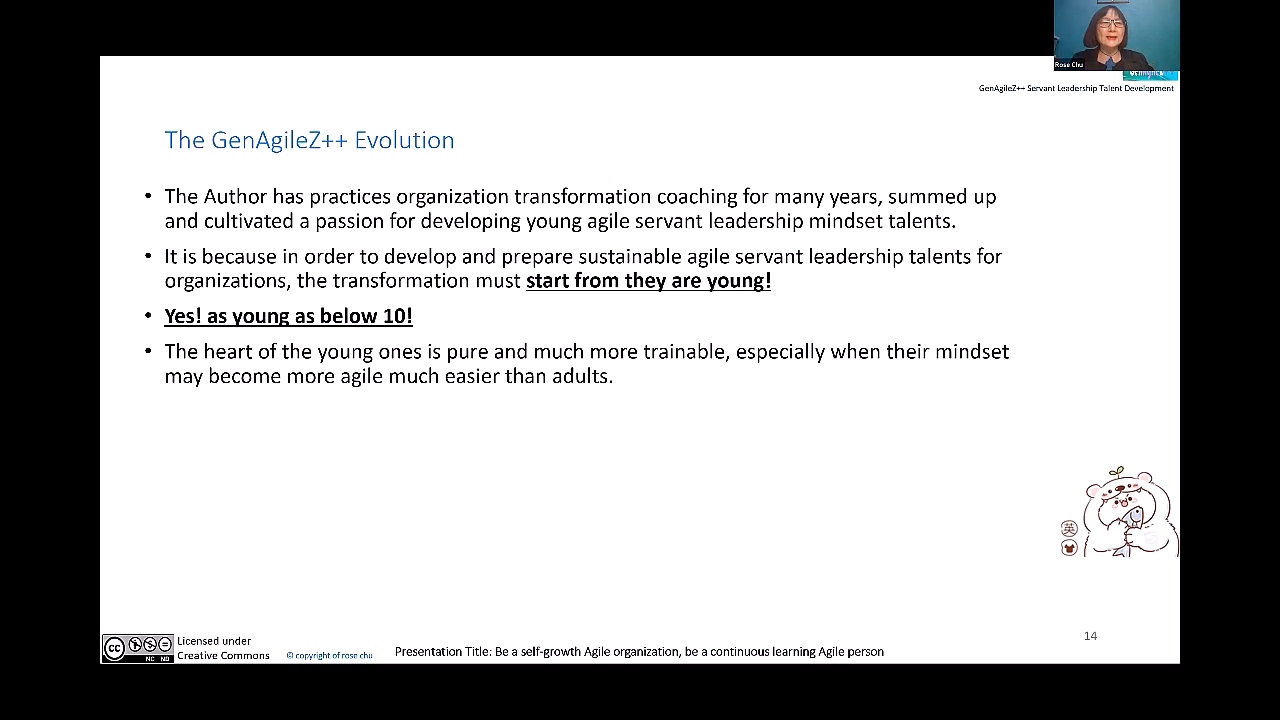 Rose Chu
GenAgileZ++ Servant Leadership Talent Development
The GenAgileZ++ Evolution
• The Author has practices organization transformation coaching for many years, summed up
and cultivated a passion for developing young agile servant leadership mindset talents.
• It is because in order to develop and prepare sustainable agile servant leadership talents for
organizations, the transformation must start from they are young!
• Yes! as young as below 10!
• The heart of the young ones is pure and much more trainable, especially when their mindset
may become more agile much easier than adults.
英
14
cc
NC ND
Licensed under
Creative Commons
© copyright of rose chu
Presentation Title: Be a self-growth Agile organization, be a continuous learning Agile person